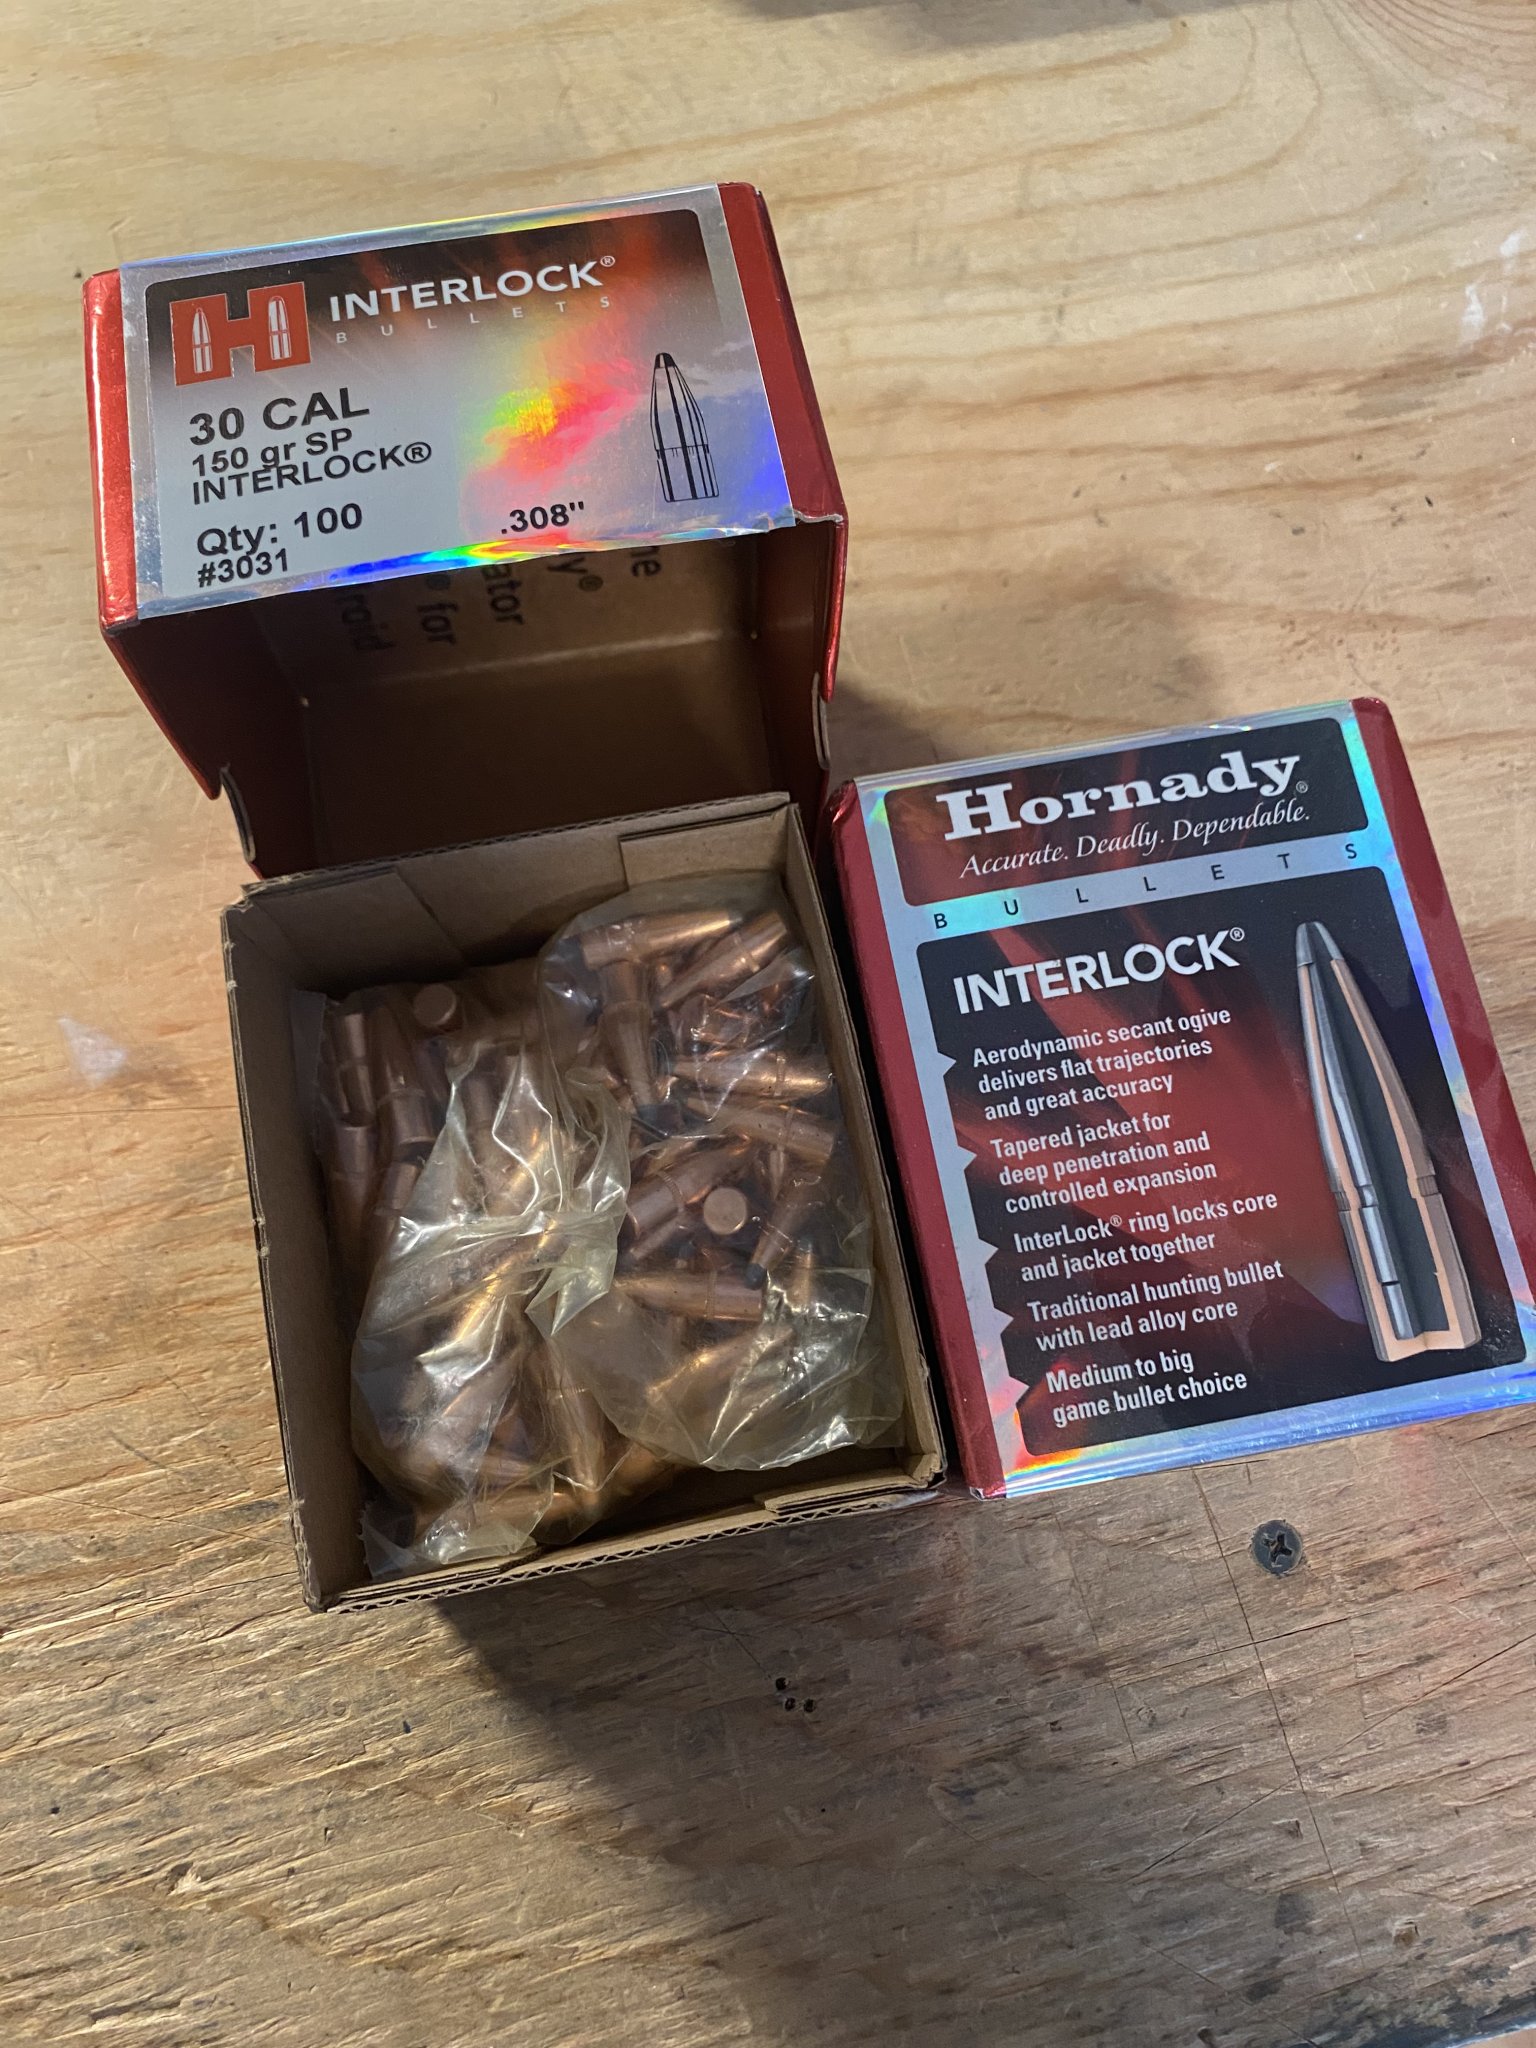 INTERLOCK®
BULLETS
30 CAL
150 gr SP
INTERLOCK®
Qty: 100
.308"
#3031
for
Hornady®
Accurate. Deadly. Dependable.
BULLETS
INTERLOCK®
Aerodynamic secant ogive
delivers flat trajectories
and great accuracy
Tapered jacket for
deep penetration and
controlled expansion
InterLock® ring locks core
and jacket together
Traditional hunting bullet
with lead alloy core
Medium to big
game bullet choice